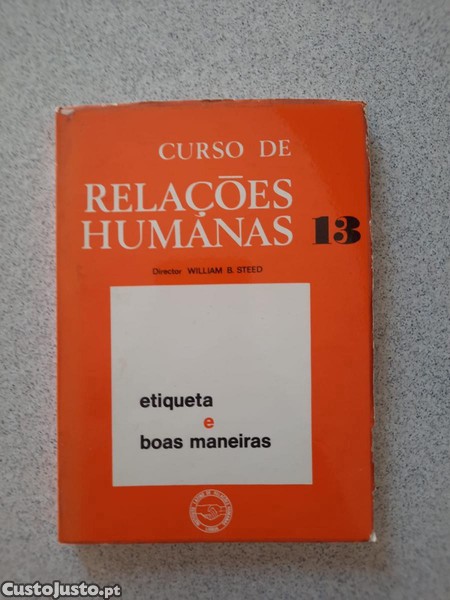 CURSO DE
RELAÇÕES
HUMANAS 13
Director WILLIAM B. STEED
etiqueta
e
boas maneiras
CustoJusto.pt